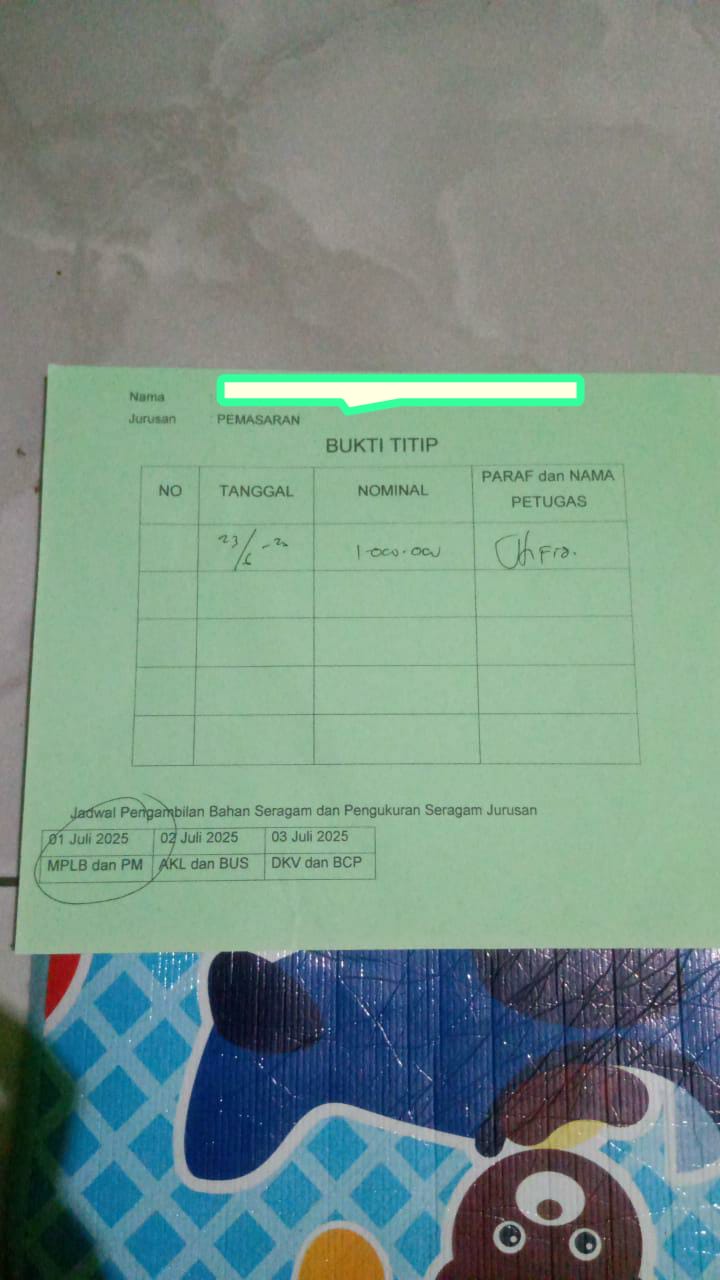 Nama
Jurusan : PEMASARAN
BUKTI TITIP
NO TANGGAL NOMINAL PARAF dan NAMA PETUGAS
23/6 1.000.000
Jadwal Pengambilan Bahan Seragam dan Pengukuran Seragam Jurusan
01 Juli 2025 02 Juli 2025 03 Juli 2025
MPLB dan PM AKL dan BUS DKV dan BCP